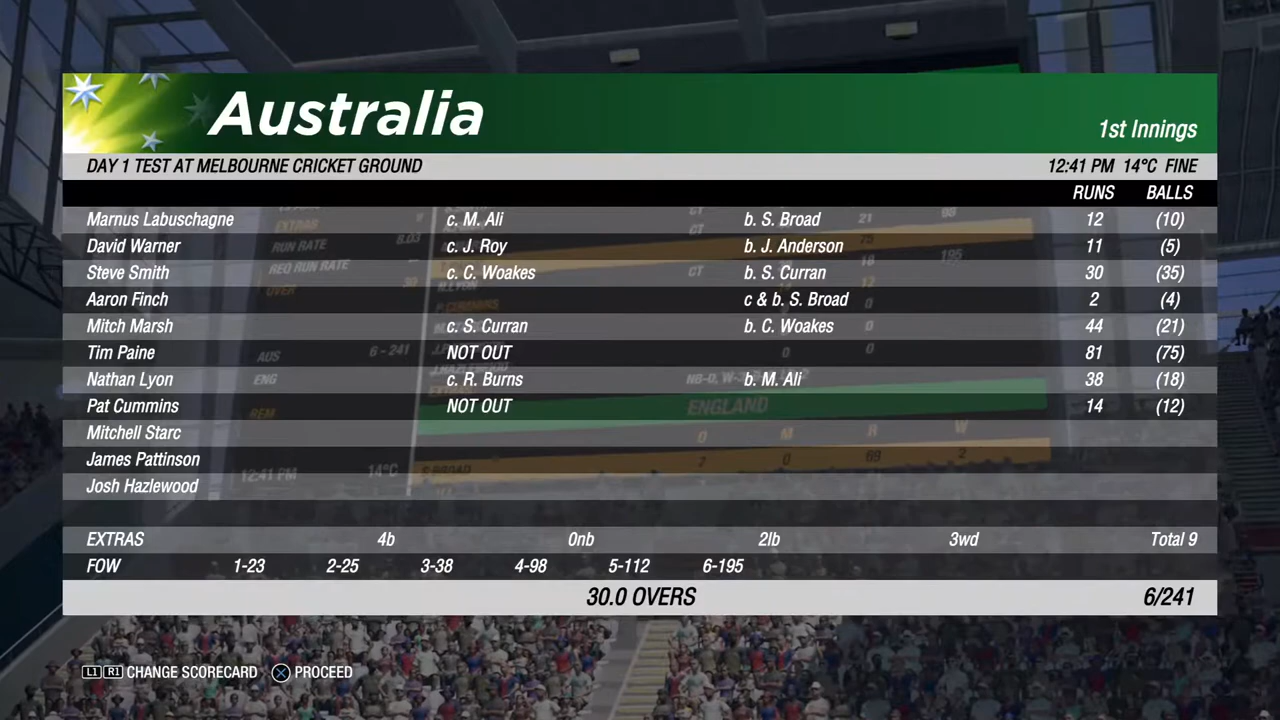 Australia
1st Innings
DAY 1 TEST AT MELBOURNE CRICKET GROUND 12:41 PM 14°C FINE
RUNS BALLS
Marnus Labuschagne c. M. Ali b. S. Broad 12 (10)
David Warner c. J. Roy b. J. Anderson 11 (5)
Steve Smith c. C. Woakes b. S. Curran 30 (35)
Aaron Finch c & b. S. Broad 2 (4)
Mitch Marsh c. S. Curran b. C. Woakes 44 (21)
Tim Paine NOT OUT 81 (75)
Nathan Lyon c. R. Burns b. M. Ali 38 (18)
Pat Cummins NOT OUT 14 (12)
Mitchell Starc
James Pattinson
Josh Hazlewood
EXTRAS 4b 0nb 2lb 3wd Total 9
FOW 1-23 2-25 3-38 4-98 5-112 6-195
30.0 OVERS 6/241
L1 R1 CHANGE SCORECARD PROCEED